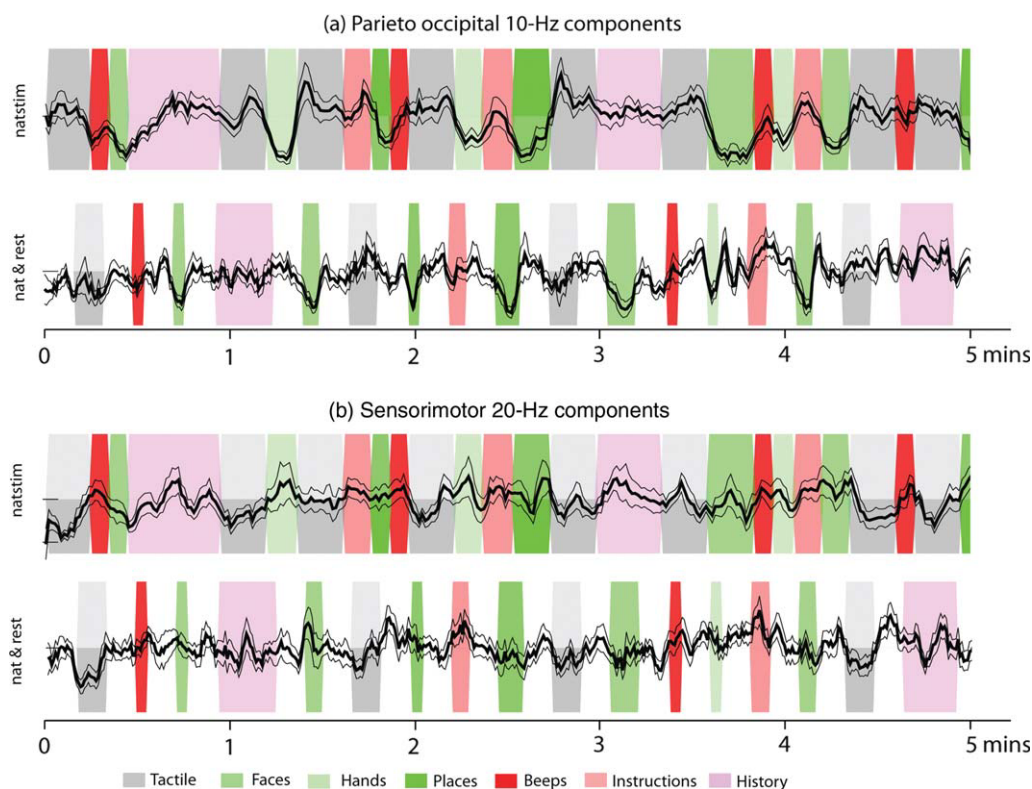 (a) Parieto occipital 10-Hz components
natstim
nat & rest
0 1 2 3 4 5 mins
(b) Sensorimotor 20-Hz components
natstim
nat & rest
0 1 2 3 4 5 mins
Tactile Faces Hands Places Beeps Instructions History